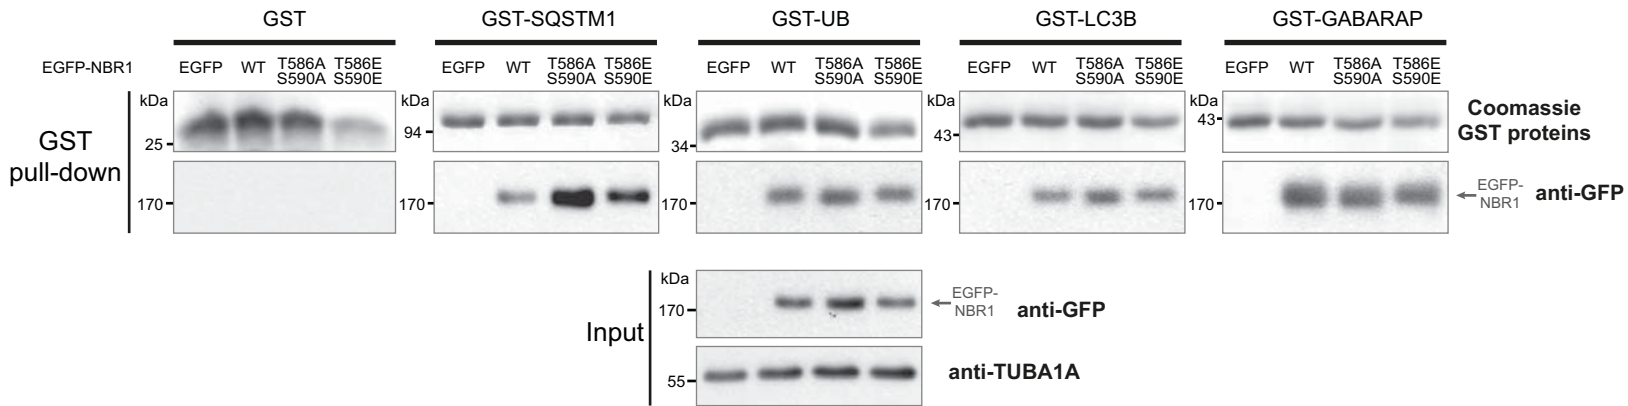 GST GST-SQSTM1 GST-UB GST-LC3B GST-GABARAP
EGFP-NBR1 EGFP WT T586A T586E EGFP WT T586A T586E EGFP WT T586A T586E EGFP WT T586A T586E EGFP WT T586A T586E
S590A S590E S590A S590E S590A S590E S590A S590E S590A S590E
kDa kDa kDa kDa kDa
25 94 34 43 43
Coomassie
GST proteins
GST
pull-down
170 170 170 170 170
EGFP-
NBR1
anti-GFP
Input
kDa
170
EGFP-
NBR1
anti-GFP
55
anti-TUBA1A